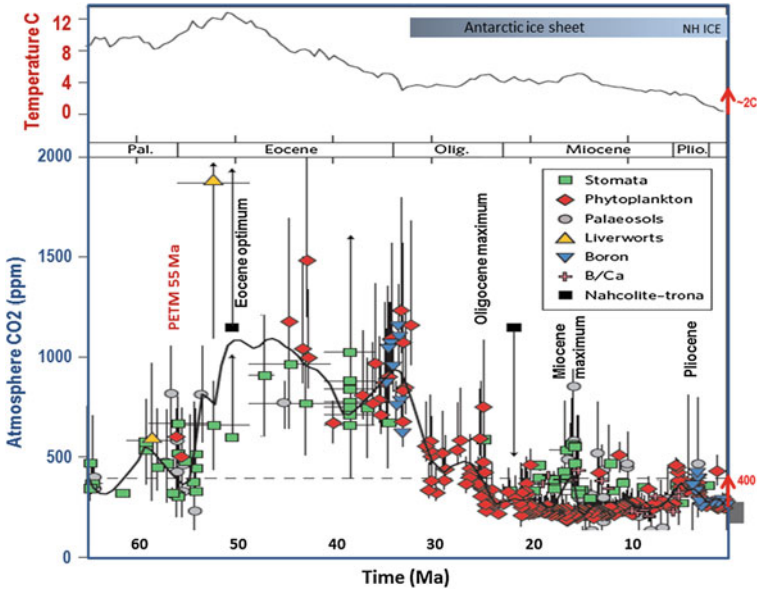 Temperature C
12
8
4
0
Antarctic ice sheet
NH ICE
~2C
Pal.
Eocene
Olig.
Miocene
Plio.
Atmosphere CO2 (ppm)
2000
1500
1000
500
0
PETM 55 Ma
Eocene optimum
Oligocene maximum
Miocene
maximum
Pliocene
Stomata
Phytoplankton
Palaeosols
Liverworts
Boron
B/Ca
Nahcolite-trona
400
60
50
40
30
20
10
Time (Ma)